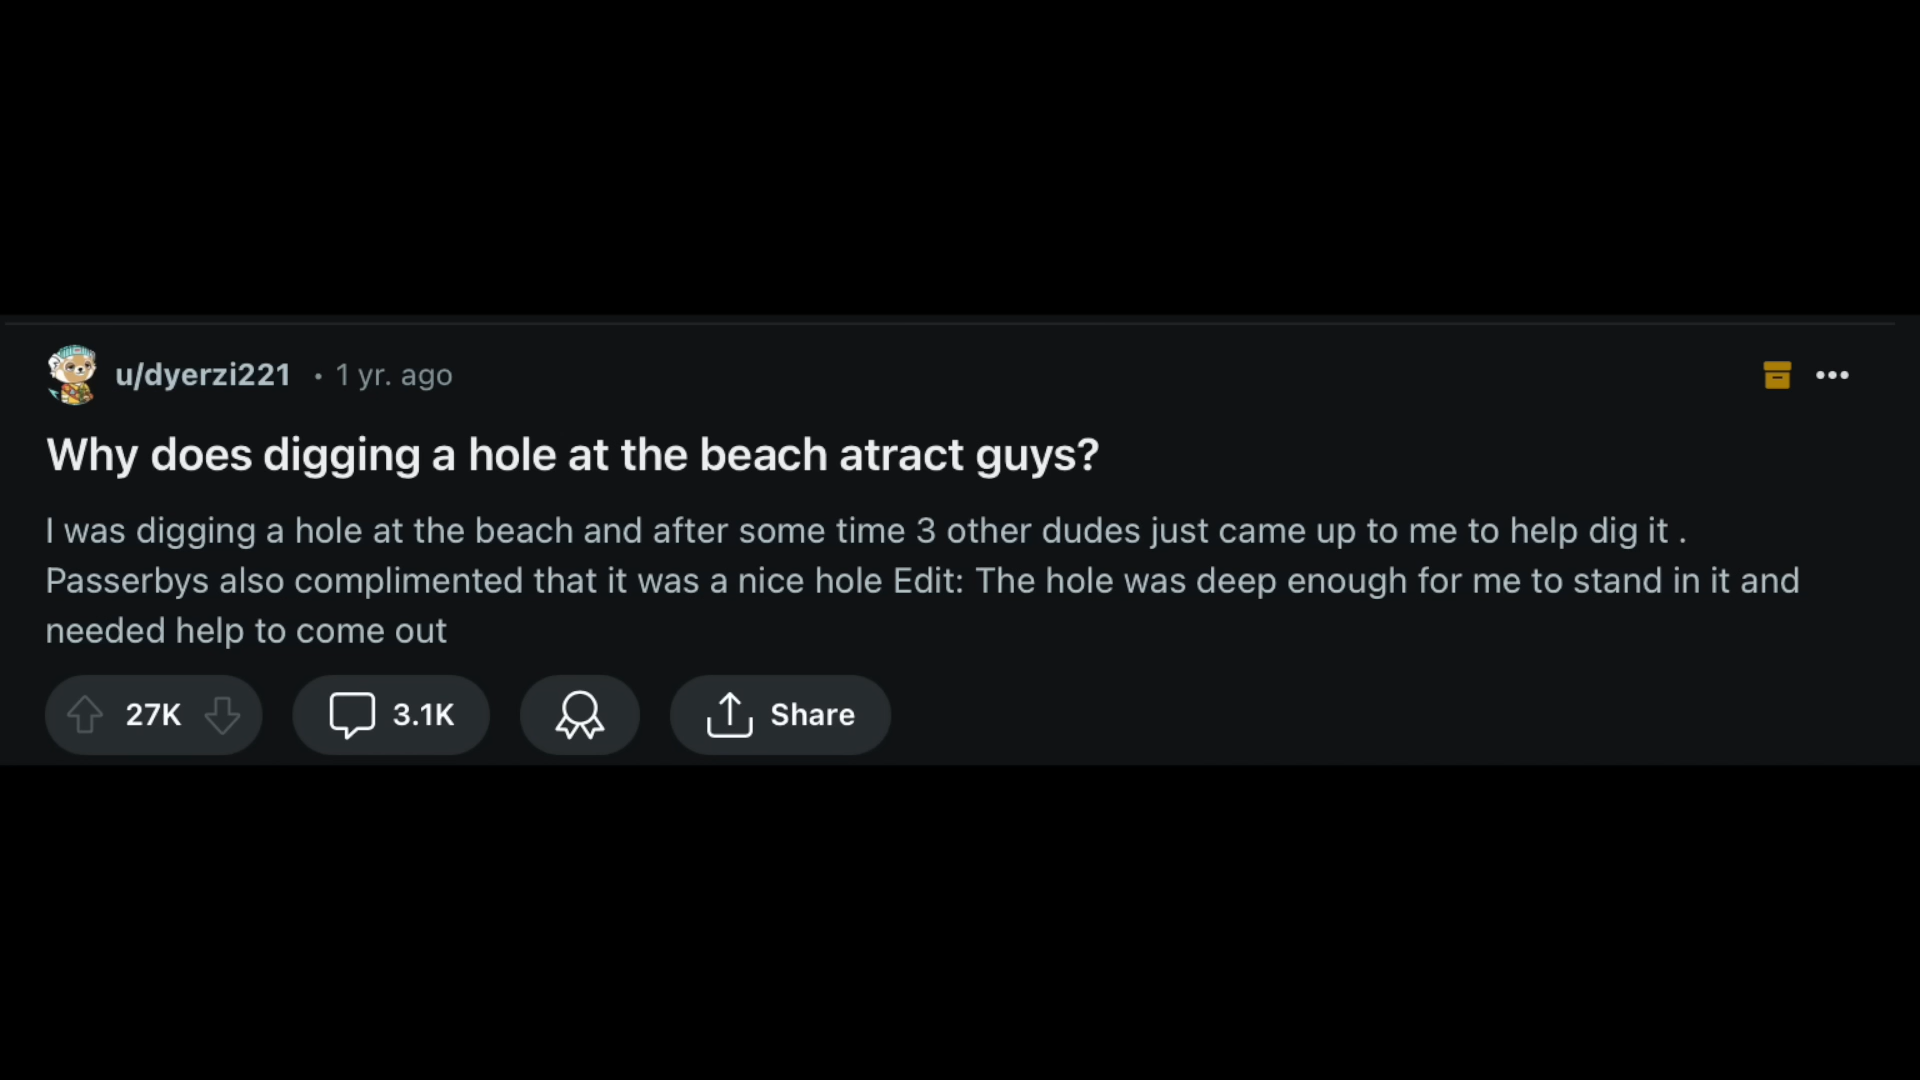 u/dyerzi221 • 1 yr. ago
Why does digging a hole at the beach atract guys?
I was digging a hole at the beach and after some time 3 other dudes just came up to me to help dig it .
Passerbys also complimented that it was a nice hole Edit: The hole was deep enough for me to stand in it and
needed help to come out
27K 3.1K Share